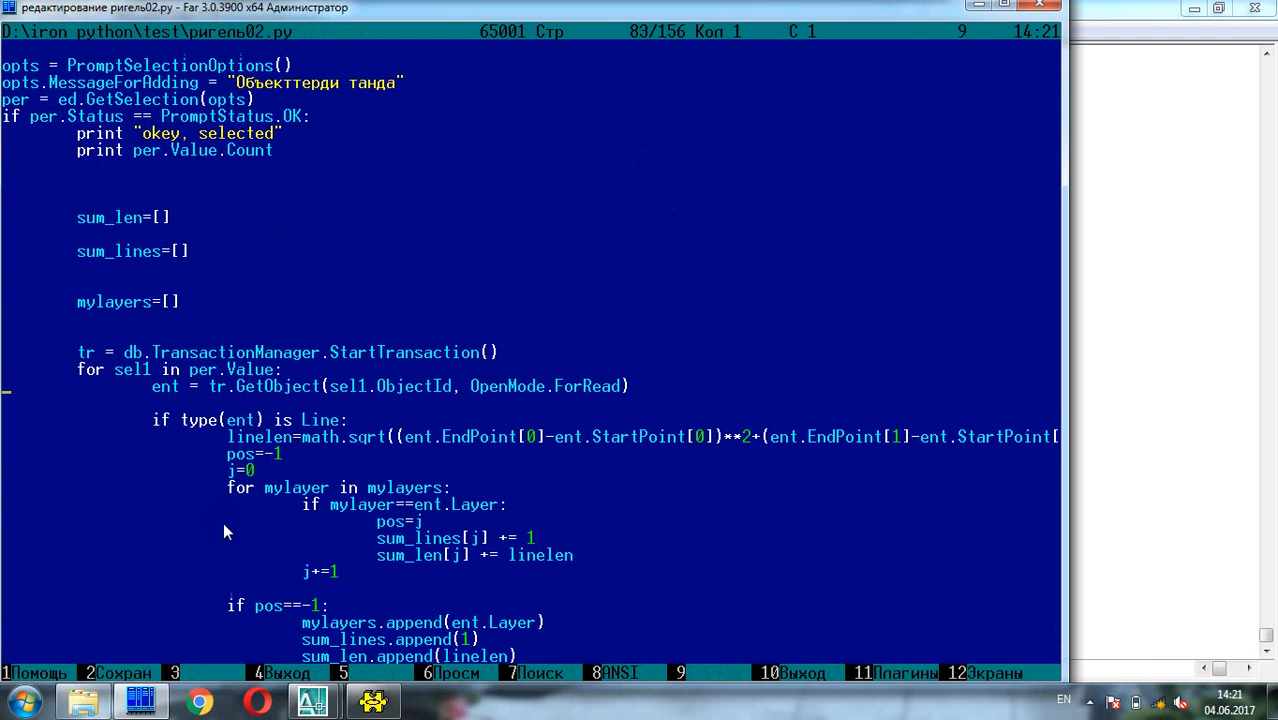 редактирование ригель02.py - Far 3.0.3900 x64 Администратор
D:\iron python\test\ригель02.py 65001 Стр 83/156 Кол 1 С 1 9 14:21
opts = PromptSelectionOptions()
opts.MessageForAdding = "Объекттерди танда"
per = ed.GetSelection(opts)
if per.Status == PromptStatus.OK:
print "okey, selected"
print per.Value.Count
sum_len=[]
sum_lines=[]
mylayers=[]
tr = db.TransactionManager.StartTransaction()
for sel1 in per.Value:
ent = tr.GetObject(sel1.ObjectId, OpenMode.ForRead)
if type(ent) is Line:
linelen=math.sqrt((ent.EndPoint[0]-ent.StartPoint[0])**2+(ent.EndPoint[1]-ent.StartPoint[
pos=-1
j=0
for mylayer in mylayers:
if mylayer==ent.Layer:
pos=j
sum_lines[j] += 1
sum_len[j] += linelen
j+=1
if pos==-1:
mylayers.append(ent.Layer)
sum_lines.append(1)
sum_len.append(linelen)
1Помощь 2Сохран 3 4Выход 5 6Просм 7Поиск 8ANSI 9 10Выход 11Плагины 12Экраны
EN 14:21
04.06.2017